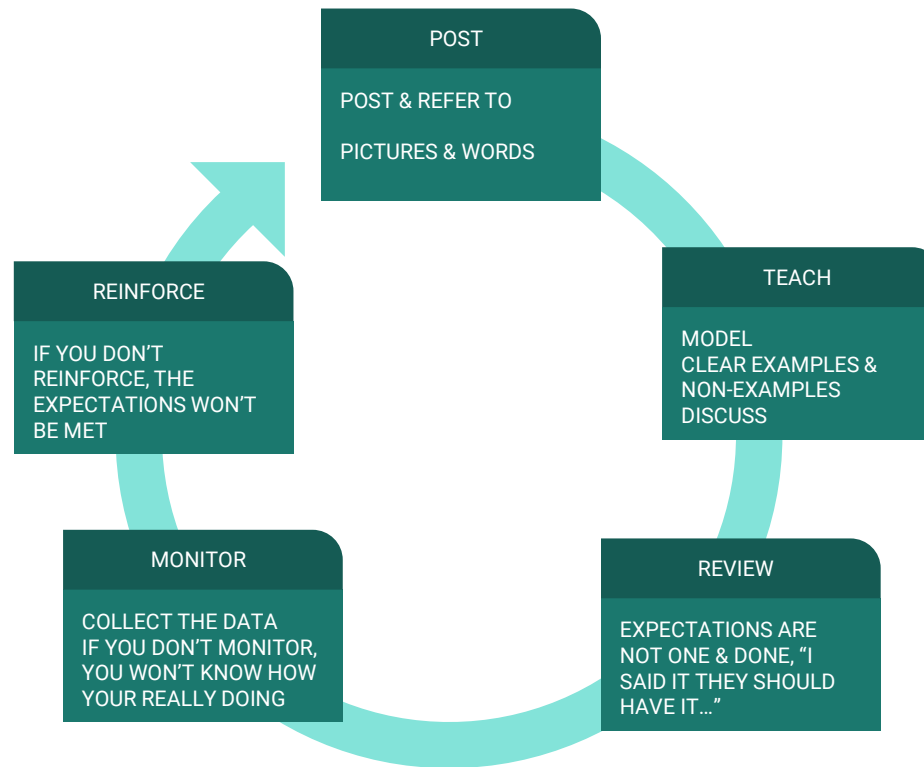 POST
POST & REFER TO
PICTURES & WORDS
TEACH
MODEL
CLEAR EXAMPLES &
NON-EXAMPLES
DISCUSS
REVIEW
EXPECTATIONS ARE
NOT ONE & DONE, “I
SAID IT THEY SHOULD
HAVE IT…”
MONITOR
COLLECT THE DATA
IF YOU DON’T MONITOR,
YOU WON’T KNOW HOW
YOUR REALLY DOING
REINFORCE
IF YOU DON’T
REINFORCE, THE
EXPECTATIONS WON’T
BE MET